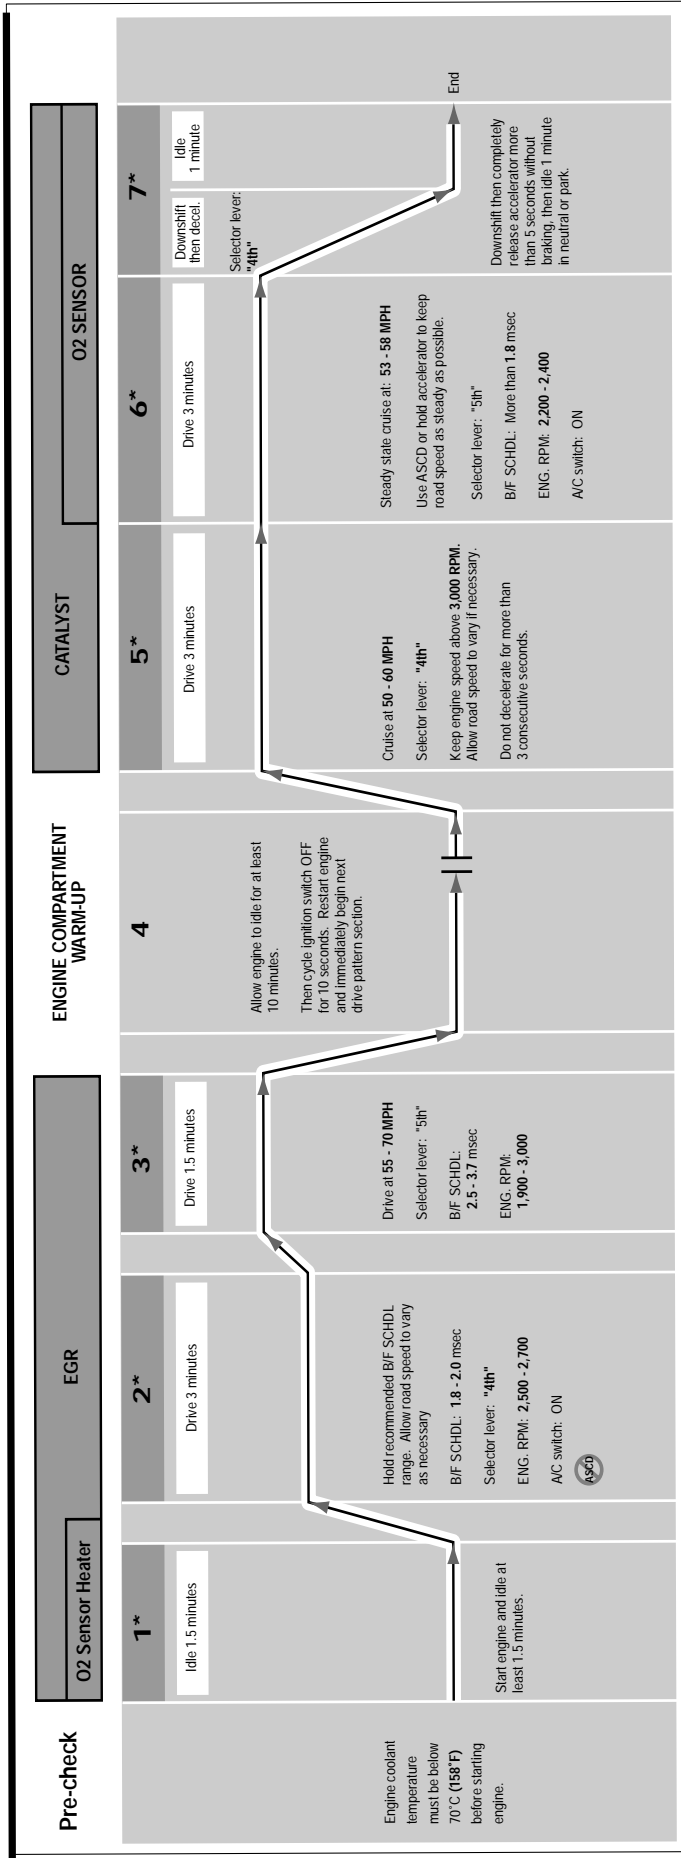 Pre-check
Engine coolant
temperature
must be below
70˚C (158˚F)
before starting
engine.
EGR
O2 Sensor Heater
1*
Idle 1.5 minutes
Start engine and idle at
least 1.5 minutes.
2*
Drive 3 minutes
Hold recommended B/F SCHDL
range. Allow road speed to vary
as necessary
B/F SCHDL: 1.8 - 2.0 msec
Selector lever: "4th"
ENG. RPM: 2,500 - 2,700
A/C switch: ON
ASCD
3*
Drive 1.5 minutes
Drive at 55 - 70 MPH
Selector lever: "5th"
B/F SCHDL:
2.5 - 3.7 msec
ENG. RPM:
1,900 - 3,000
ENGINE COMPARTMENT
WARM-UP
4
Allow engine to idle for at least
10 minutes.
Then cycle ignition switch OFF
for 10 seconds. Restart engine
and immediately begin next
drive pattern section.
CATALYST
O2 SENSOR
5*
Drive 3 minutes
Cruise at 50 - 60 MPH
Selector lever: "4th"
Keep engine speed above 3,000 RPM.
Allow road speed to vary if necessary.
Do not decelerate for more than
3 consecutive seconds.
6*
Drive 3 minutes
Steady state cruise at: 53 - 58 MPH
Use ASCD or hold accelerator to keep
road speed as steady as possible.
Selector lever: "5th"
B/F SCHDL: More than 1.8 msec
ENG. RPM: 2,200 - 2,400
A/C switch: ON
7*
Downshift
then decel.
Idle
1 minute
Selector lever:
"4th"
Downshift then completely
release accelerator more
than 5 seconds without
braking, then idle 1 minute
in neutral or park.
End